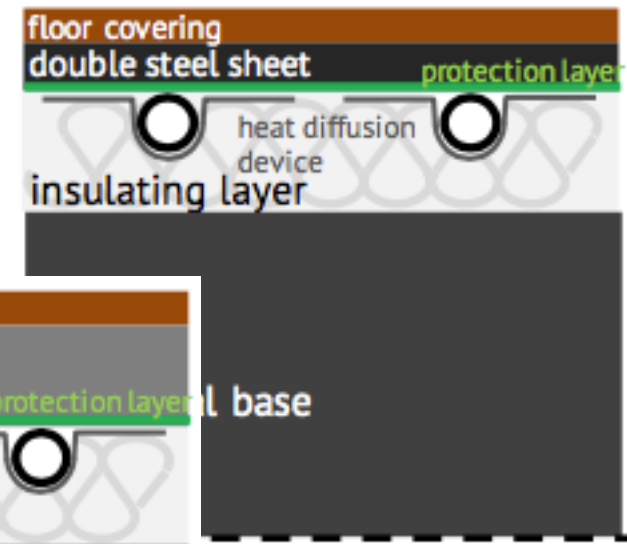 floor covering
double steel sheet
protection layer
heat diffusion
device
insulating layer
protection layer
l base